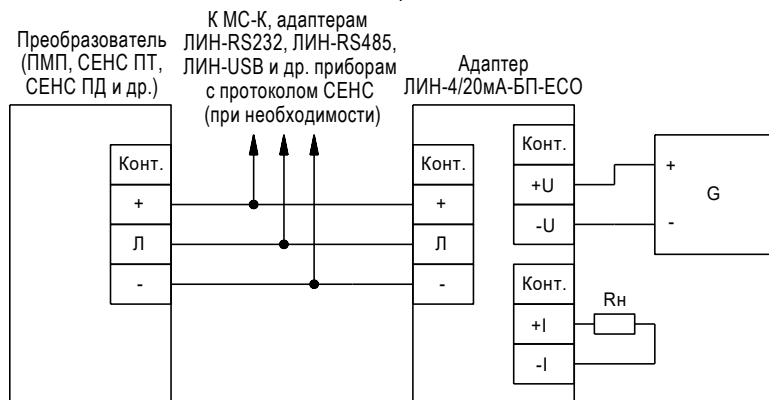 К МС-К, адаптерам
ЛИН-RS232, ЛИН-RS485,
ЛИН-USB и др. приборам
с протоколом СЕНС
(при необходимости)
Преобразователь
(ПМП, СЕНС ПТ,
СЕНС ПД и др.)
Адаптер
ЛИН-4/20мА-БП-ECO
Конт.
+
Л
-
Конт.
+
Л
-
Конт.
+U
-U
+
-
G
Конт.
+I
-I
Rн